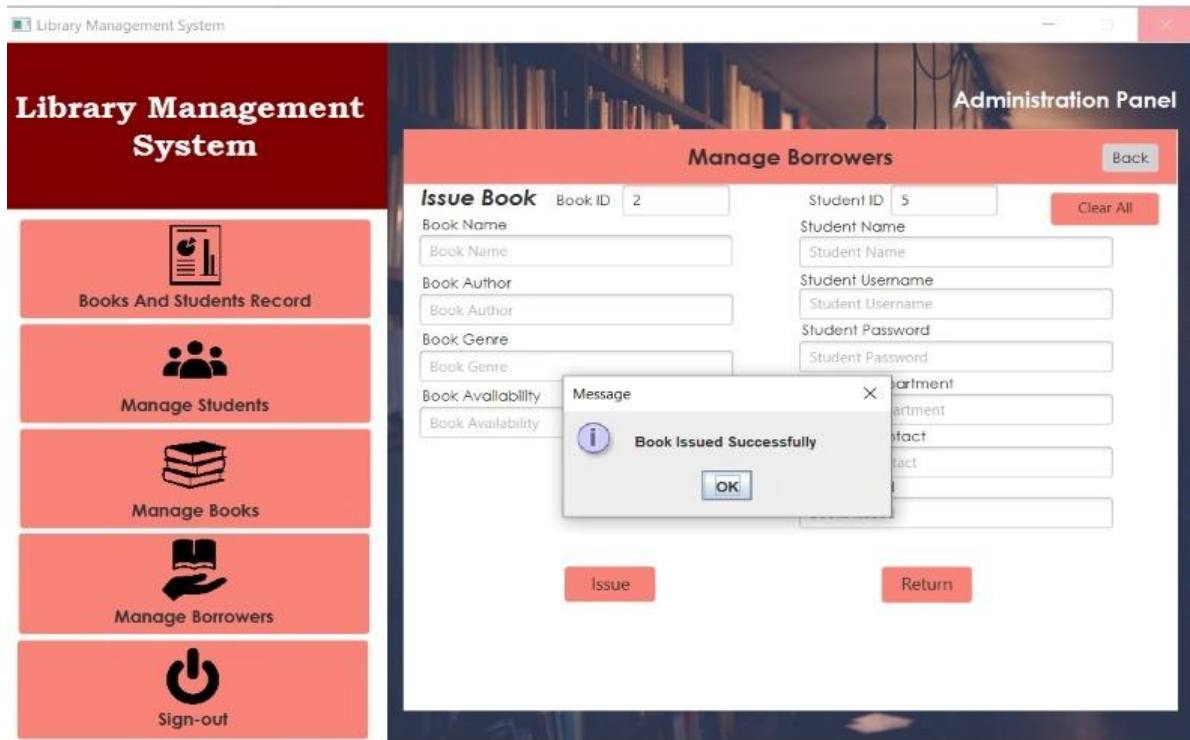 Library Management System
Library Management
System
Books And Students Record
Manage Students
Manage Books
Manage Borrowers
Sign-out
Administration Panel
Manage Borrowers
Back
Issue Book
Book ID 2
Student ID 5
Clear All
Book Name
Book Name
Book Author
Book Author
Book Genre
Book Genre
Book Availability
Book Availability
Student Name
Student Name
Student Username
Student Username
Student Password
Student Password
Message
Book Issued Successfully
OK
Issue
Return